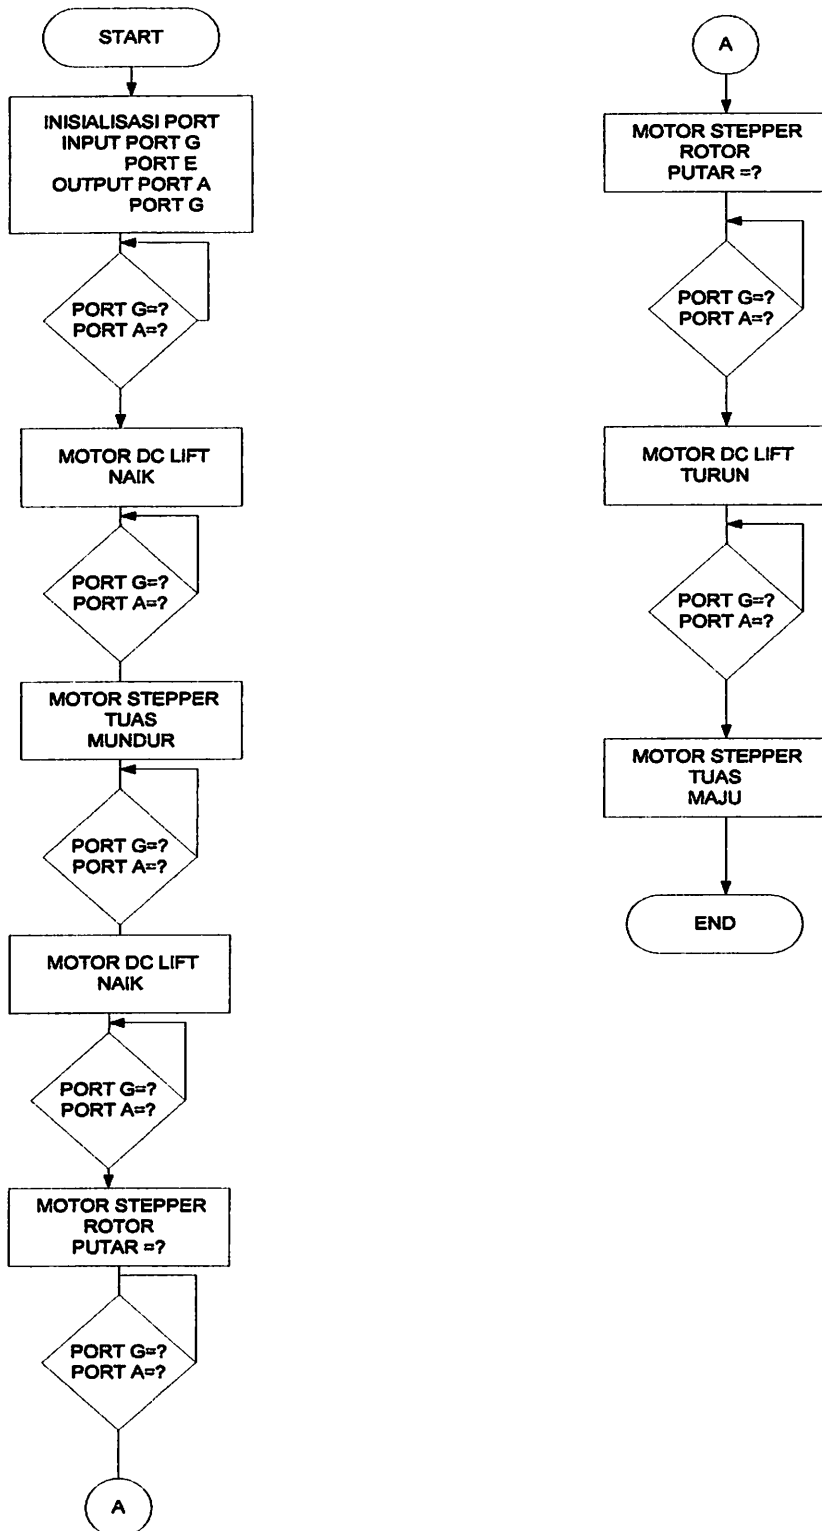 START
INISIALISASI PORT
INPUT PORT G
PORT E
OUTPUT PORT A
PORT G
PORT G=?
PORT A=?
MOTOR DC LIFT
NAIK
PORT G=?
PORT A=?
MOTOR STEPPER
TUAS
MUNDUR
PORT G=?
PORT A=?
MOTOR DC LIFT
NAIK
PORT G=?
PORT A=?
MOTOR STEPPER
ROTOR
PUTAR =?
PORT G=?
PORT A=?
A
A
MOTOR STEPPER
ROTOR
PUTAR =?
PORT G=?
PORT A=?
MOTOR DC LIFT
TURUN
PORT G=?
PORT A=?
MOTOR STEPPER
TUAS
MAJU
END